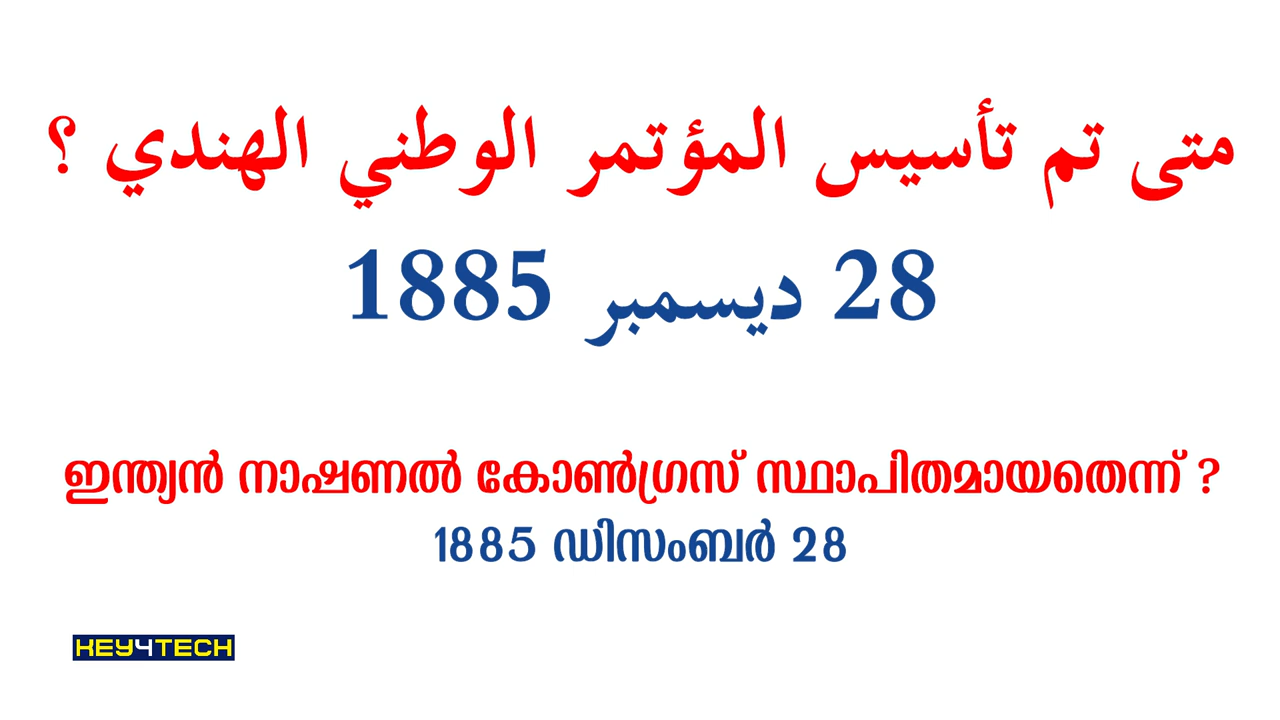 متى تم تأسيس المؤتمر الوطني الهندي ؟
28 ديسمبر 1885
ഇന്ത്യൻ നാഷണൽ കോൺഗ്രസ് സ്ഥാപിതമായതെന്ന് ?
1885 ഡിസംബർ 28
KEY4TECH